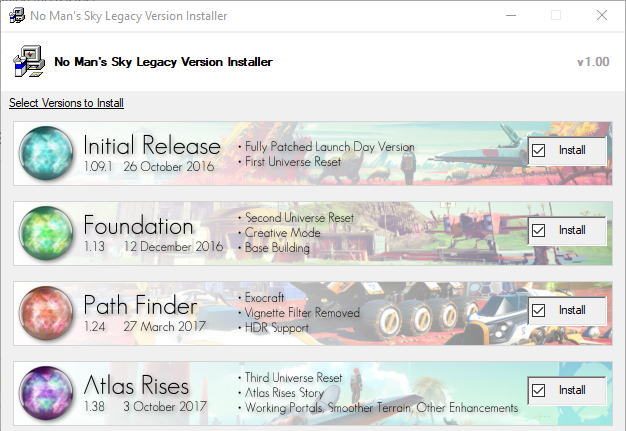 No Man's Sky Legacy Version Installer
No Man's Sky Legacy Version Installer
v 1.00
Select Versions to Install
Initial Release
1.09.1 26 October 2016
• Fully Patched Launch Day Version
• First Universe Reset
Install
Foundation
1.13 12 December 2016
• Second Universe Reset
• Creative Mode
• Base Building
Install
Path Finder
1.24 27 March 2017
• Exocraft
• Vignette Filter Removed
• HDR Support
Install
Atlas Rises
1.38 3 October 2017
• Third Universe Reset
• Atlas Rises Story
• Working Portals, Smoother Terrain, Other Enhancements
Install